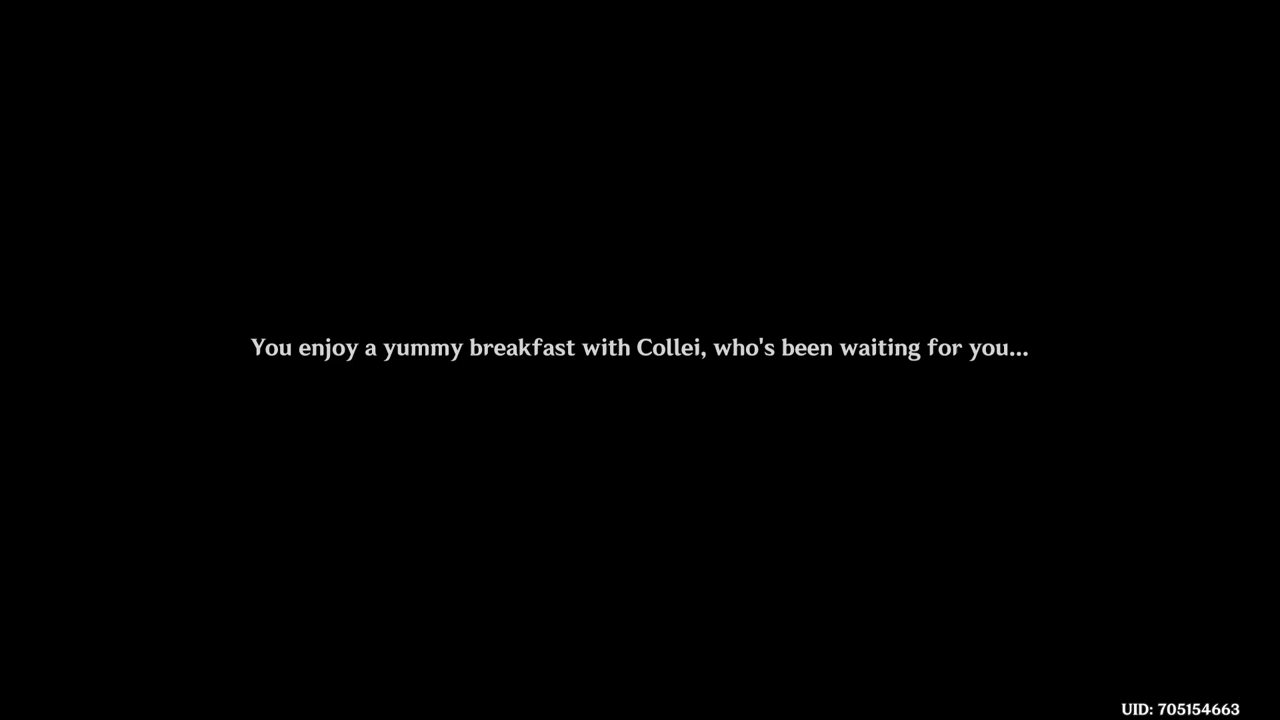 You enjoy a yummy breakfast with Collei, who's been waiting for you...
UID: 705154663